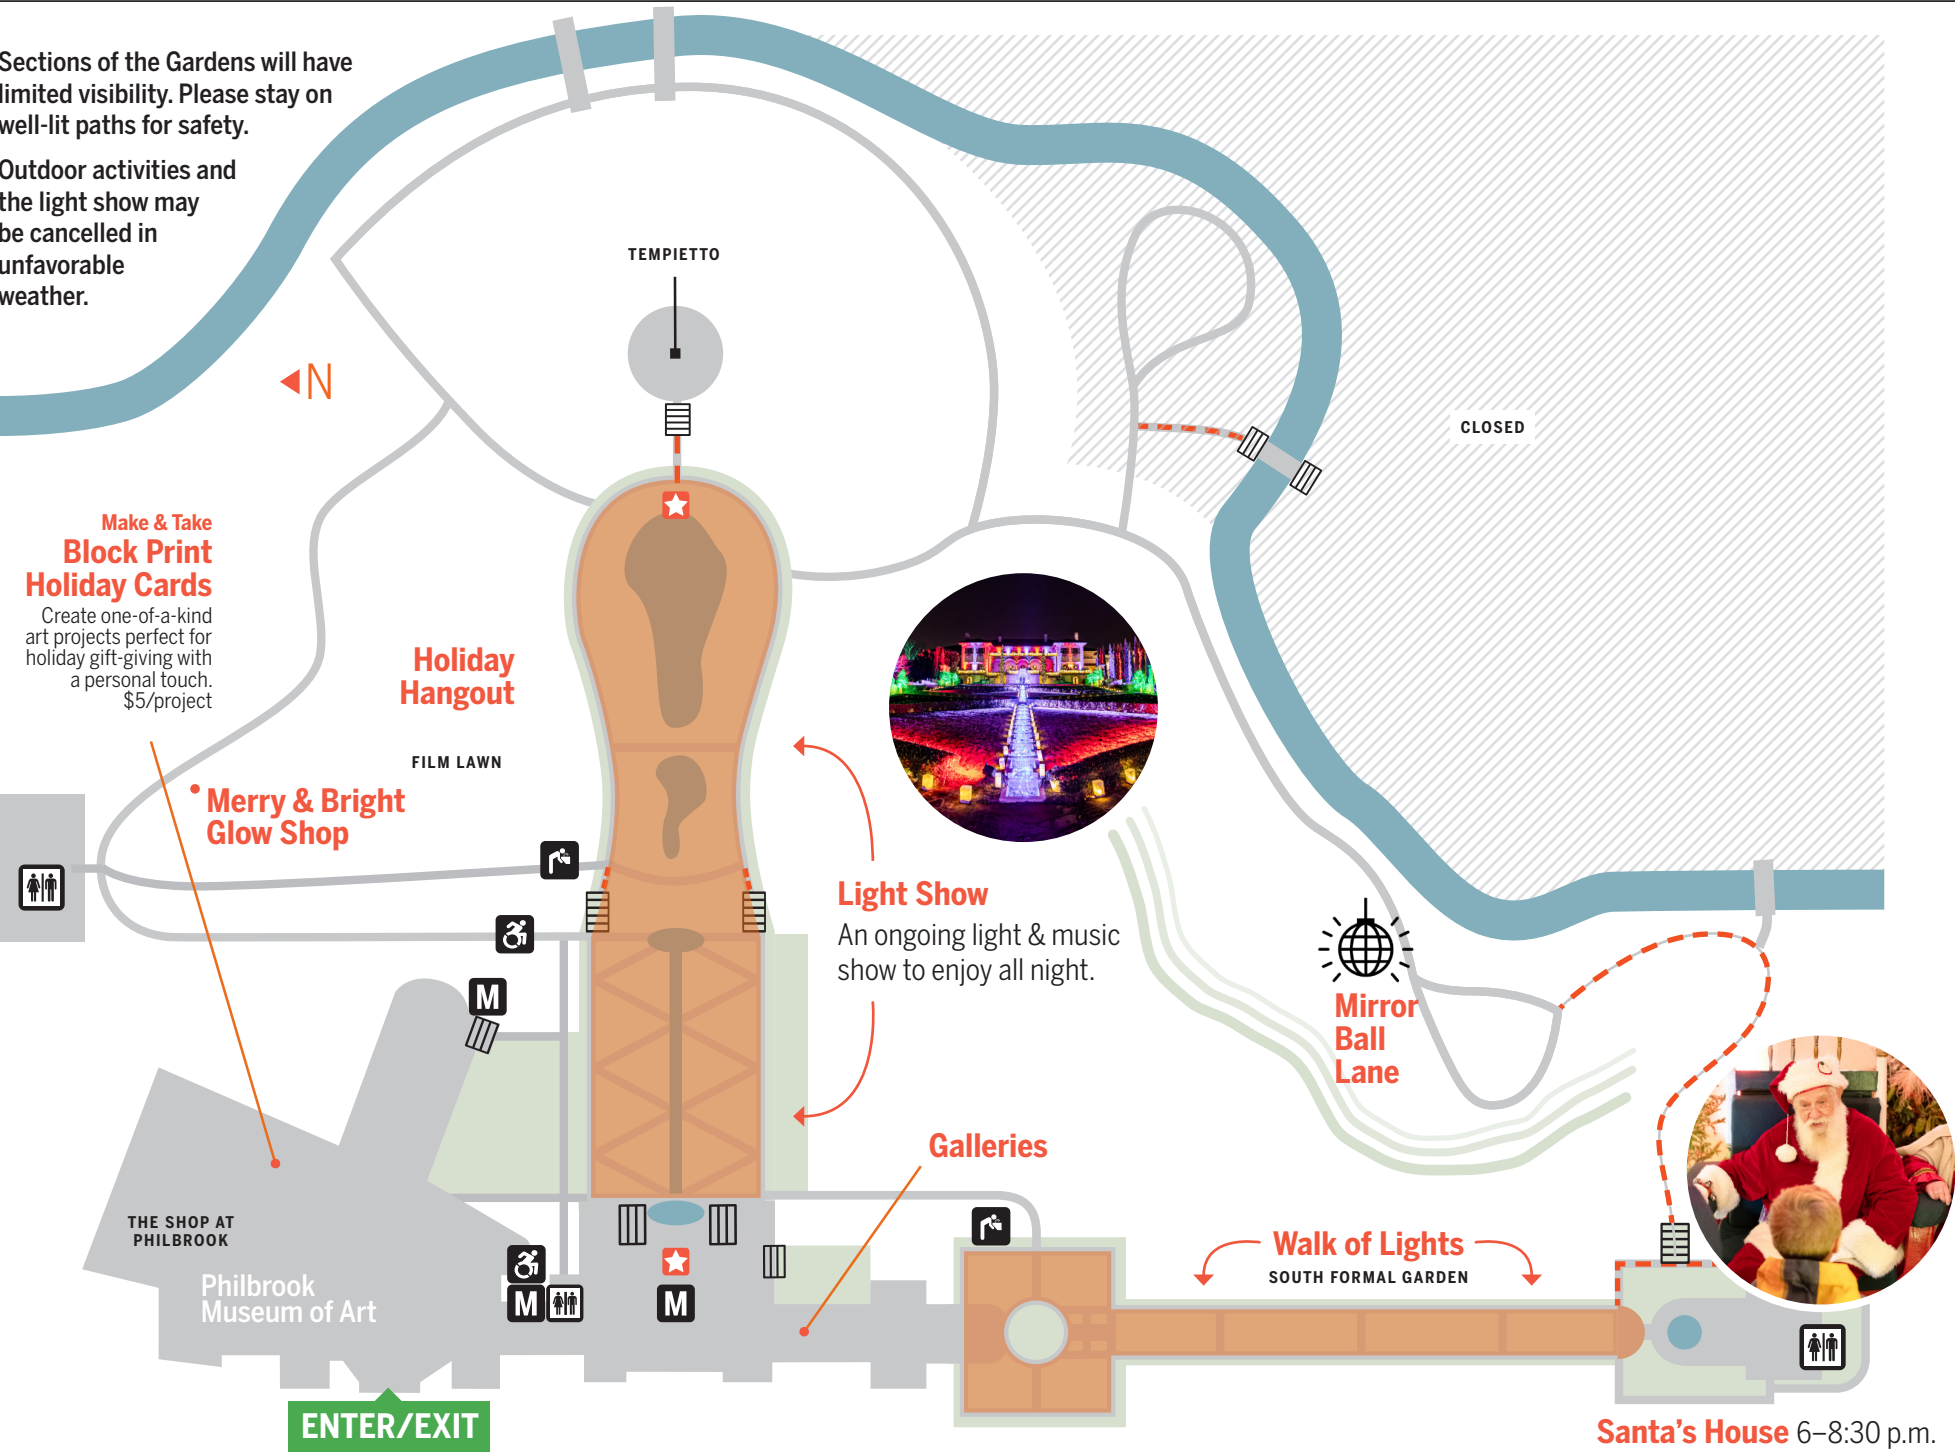 Sections of the Gardens will have
limited visibility. Please stay on
well-lit paths for safety.
Outdoor activities and
the light show may
be cancelled in
unfavorable
weather.
TEMPIETTO
N
CLOSED
Make & Take
Block Print
Holiday Cards
Create one-of-a-kind
art projects perfect for
holiday gift-giving with
a personal touch.
$5/project
Holiday
Hangout
FILM LAWN
Merry & Bright
Glow Shop
Light Show
An ongoing light & music
show to enjoy all night.
M
Mirror
Ball
Lane
Galleries
THE SHOP AT
PHILBROOK
Philbrook
Museum of Art
M
M
Walk of Lights
SOUTH FORMAL GARDEN
ENTER/EXIT
Santa's House 6–8:30 p.m.